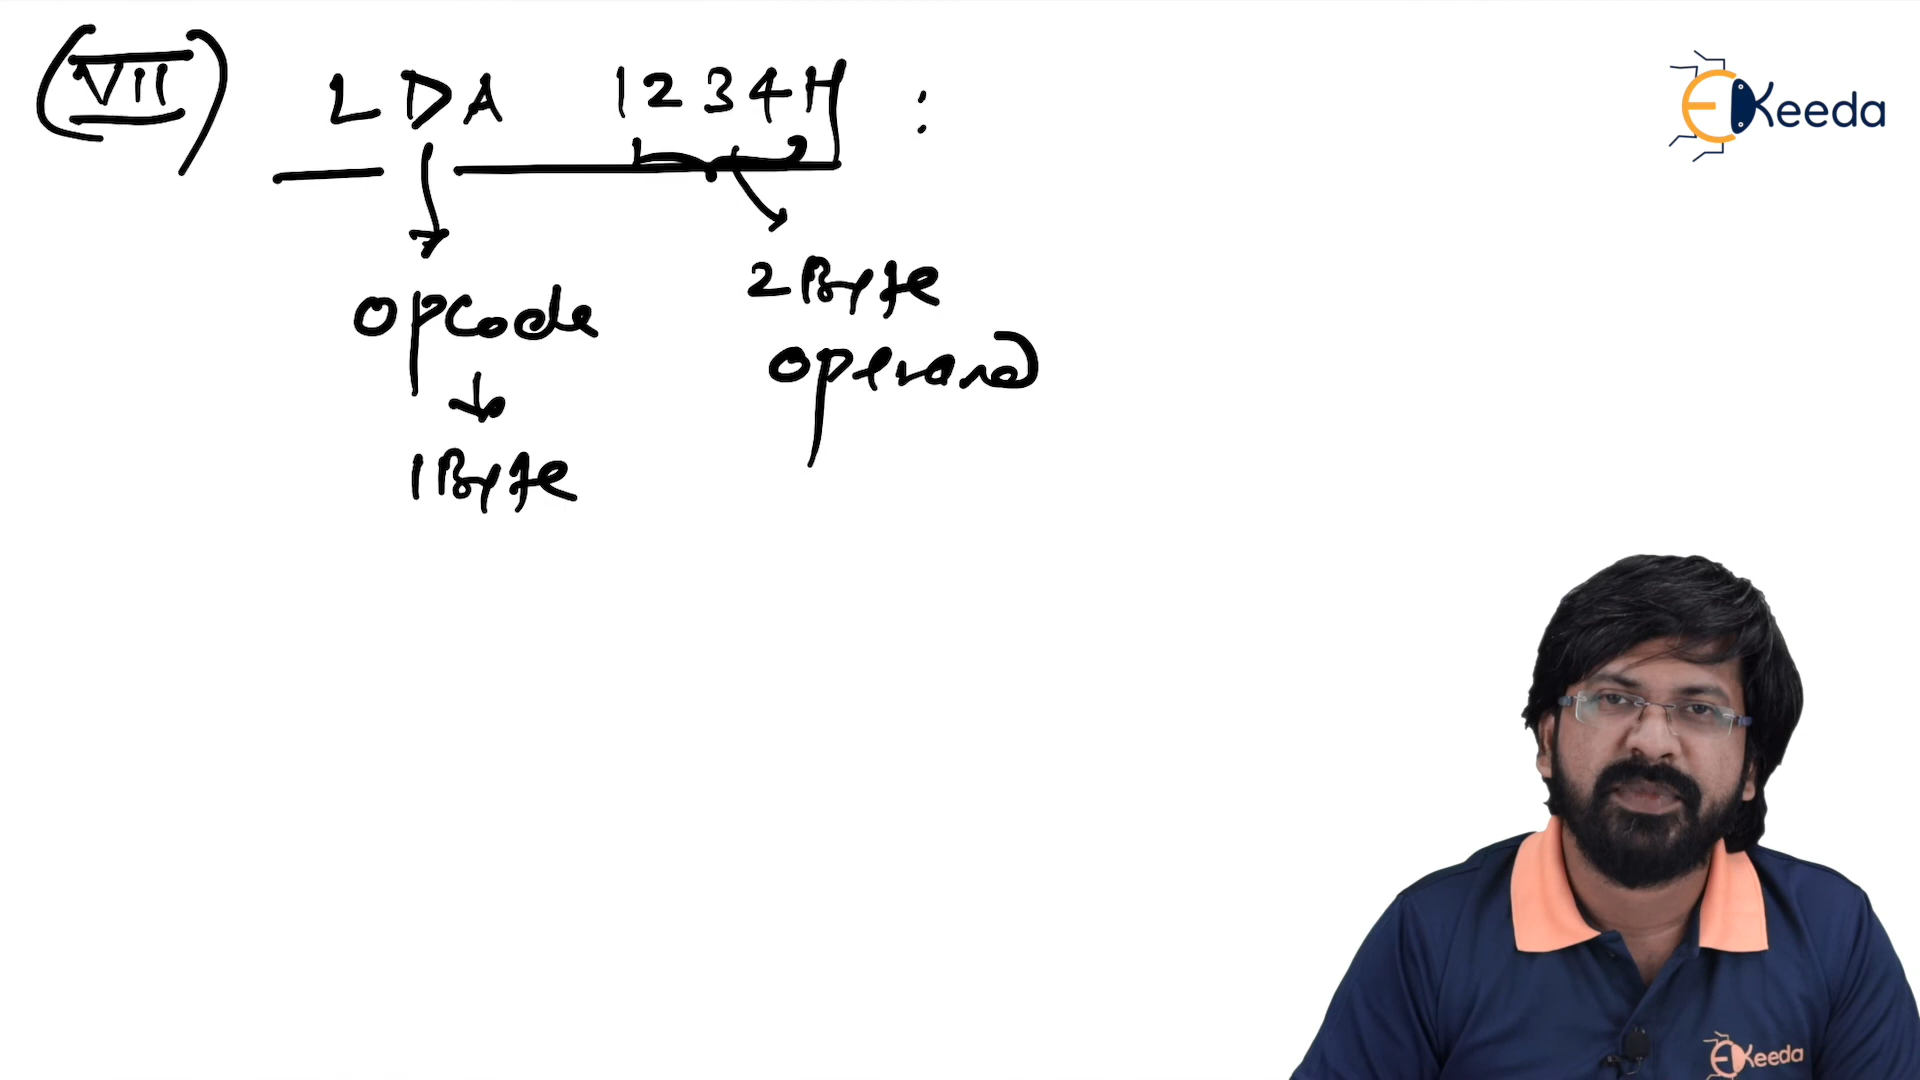 (VII) LDA 1234H :
opcode
1Byte
2Byte
operand
EKeeda
EKeeda